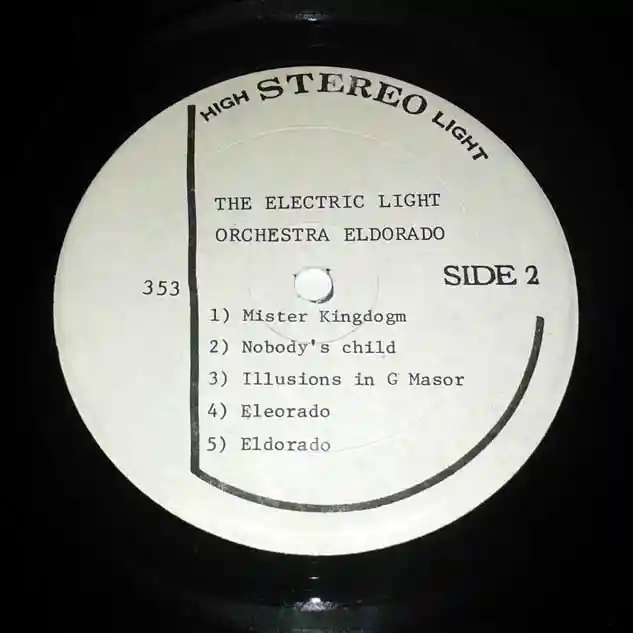 HIGH STEREO LIGHT
THE ELECTRIC LIGHT
ORCHESTRA ELDORADO
SIDE 2
353
1) Mister Kingdogm
2) Nobody's child
3) Illusions in G Masor
4) Eleorado
5) Eldorado